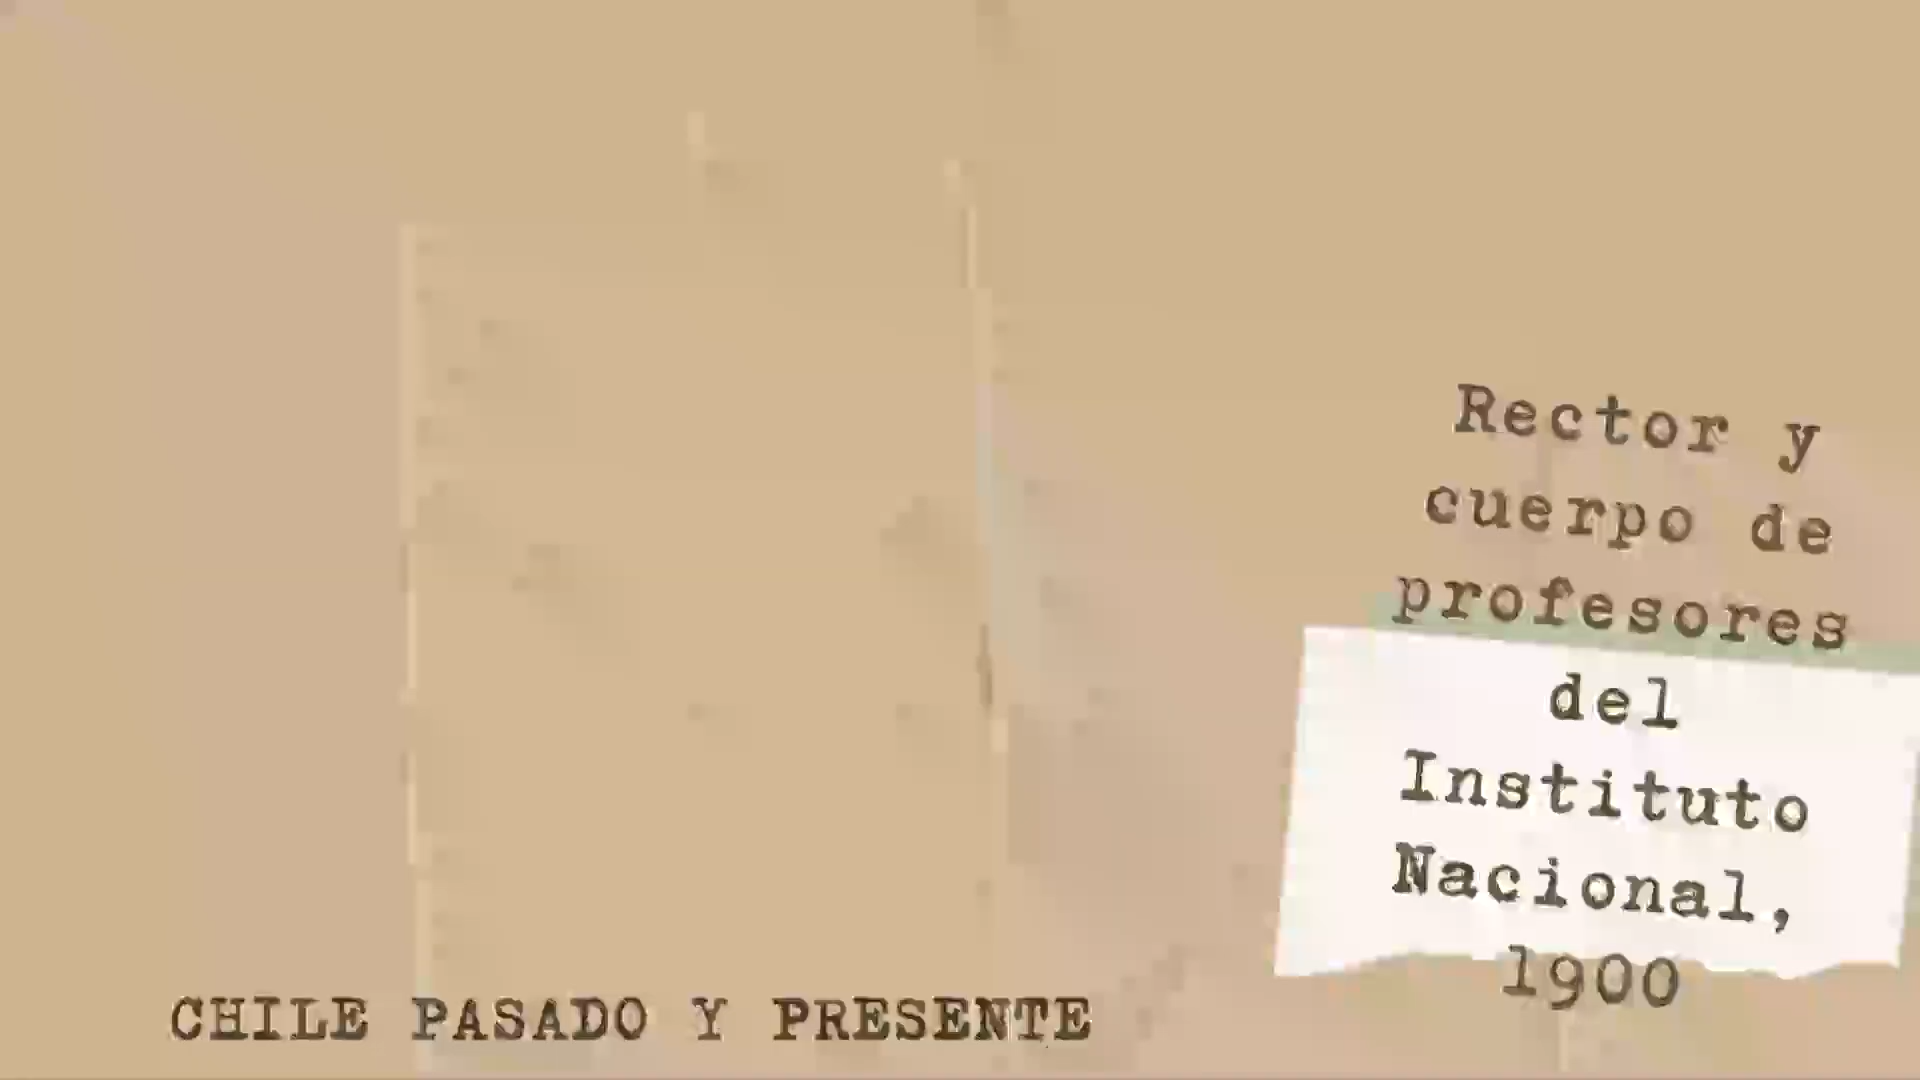 Rector y
cuerpo de
profesores
del
Instituto
Nacional,
1900
CHILE PASADO Y PRESENTE